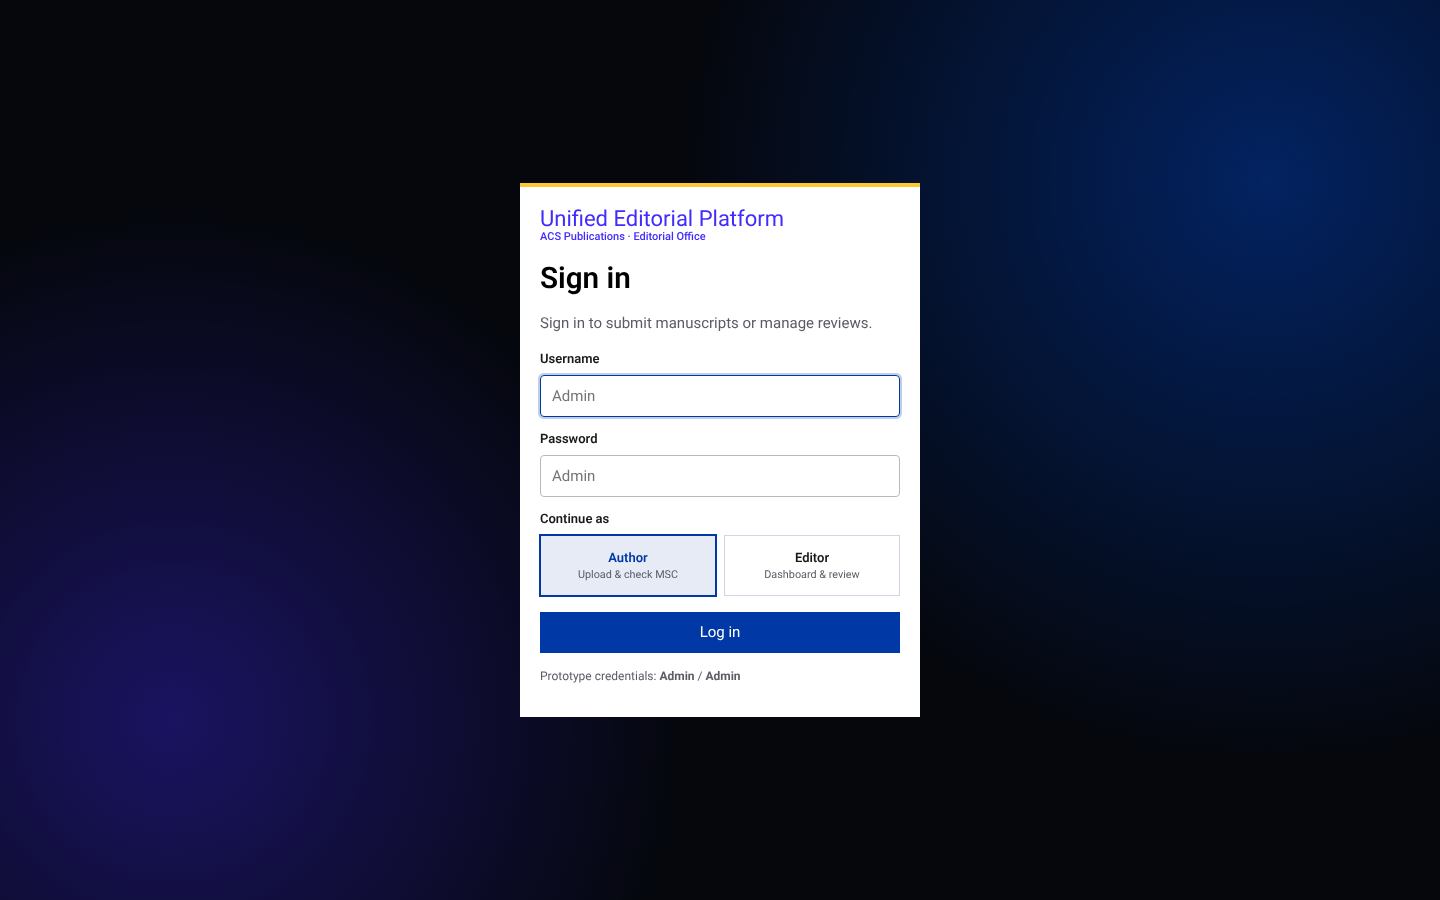 Unified Editorial Platform
ACS Publications · Editorial Office
Sign in
Sign in to submit manuscripts or manage reviews.
Username
Admin
Password
Admin
Continue as
Author
Upload & check MSC
Editor
Dashboard & review
Log in
Prototype credentials: Admin / Admin